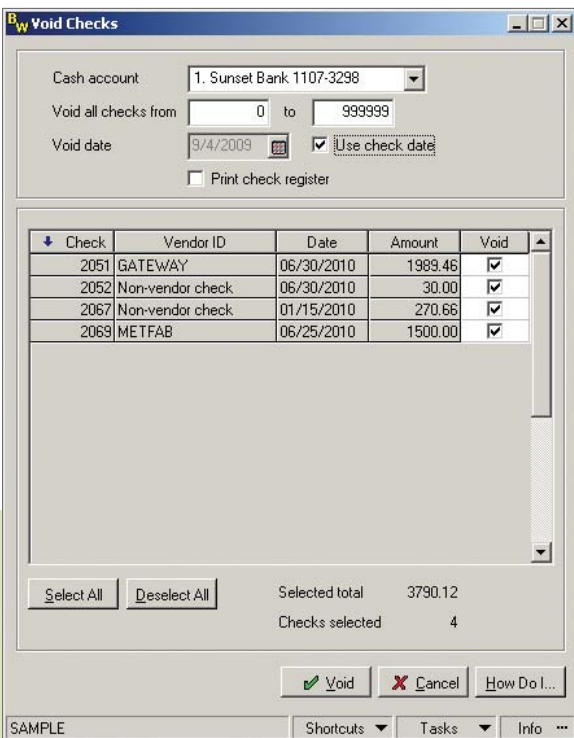 BW Void Checks
Cash account 1. Sunset Bank 1107-3298
Void all checks from 0 to 999999
Void date 9/4/2009 Use check date
Print check register
Check Vendor ID Date Amount Void
2051 GATEWAY 06/30/2010 1989.46
2052 Non-vendor check 06/30/2010 30.00
2067 Non-vendor check 01/15/2010 270.66
2069 METFAB 06/25/2010 1500.00
Select All Deselect All Selected total 3790.12
Checks selected 4
Void Cancel How Do I...
SAMPLE Shortcuts Tasks Info ...